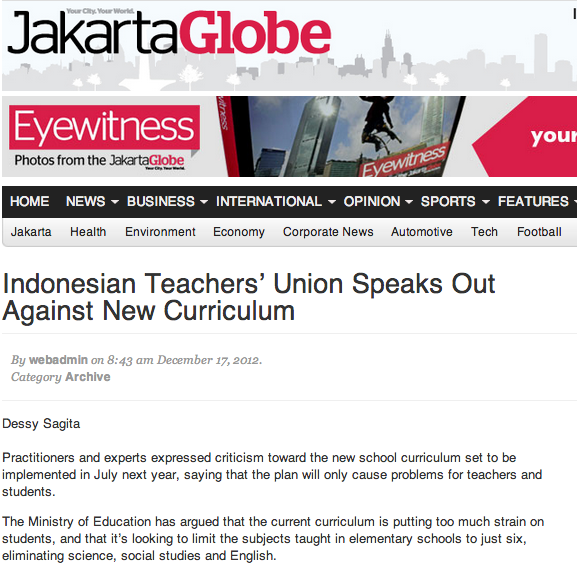 Your City. Your World.
JakartaGlobe
Eyewitness
Photos from the JakartaGlobe
Your City. Your World.
Eyewitness
your
HOME NEWS BUSINESS INTERNATIONAL OPINION SPORTS FEATURES
Jakarta Health Environment Economy Corporate News Automotive Tech Football
Indonesian Teachers’ Union Speaks Out
Against New Curriculum
By webadmin on 8:43 am December 17, 2012.
Category Archive
Dessy Sagita
Practitioners and experts expressed criticism toward the new school curriculum set to be
implemented in July next year, saying that the plan will only cause problems for teachers and
students.
The Ministry of Education has argued that the current curriculum is putting too much strain on
students, and that it’s looking to limit the subjects taught in elementary schools to just six,
eliminating science, social studies and English.